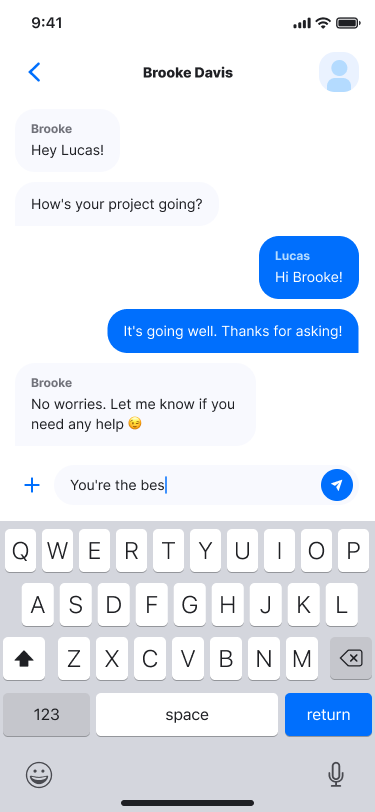 9:41
Brooke Davis
Brooke
Hey Lucas!
How's your project going?
Lucas
Hi Brooke!
It's going well. Thanks for asking!
Brooke
No worries. Let me know if you
need any help 😉
You're the bes
Q W E R T Y U I O P
A S D F G H J K L
Z X C V B N M
123 space return